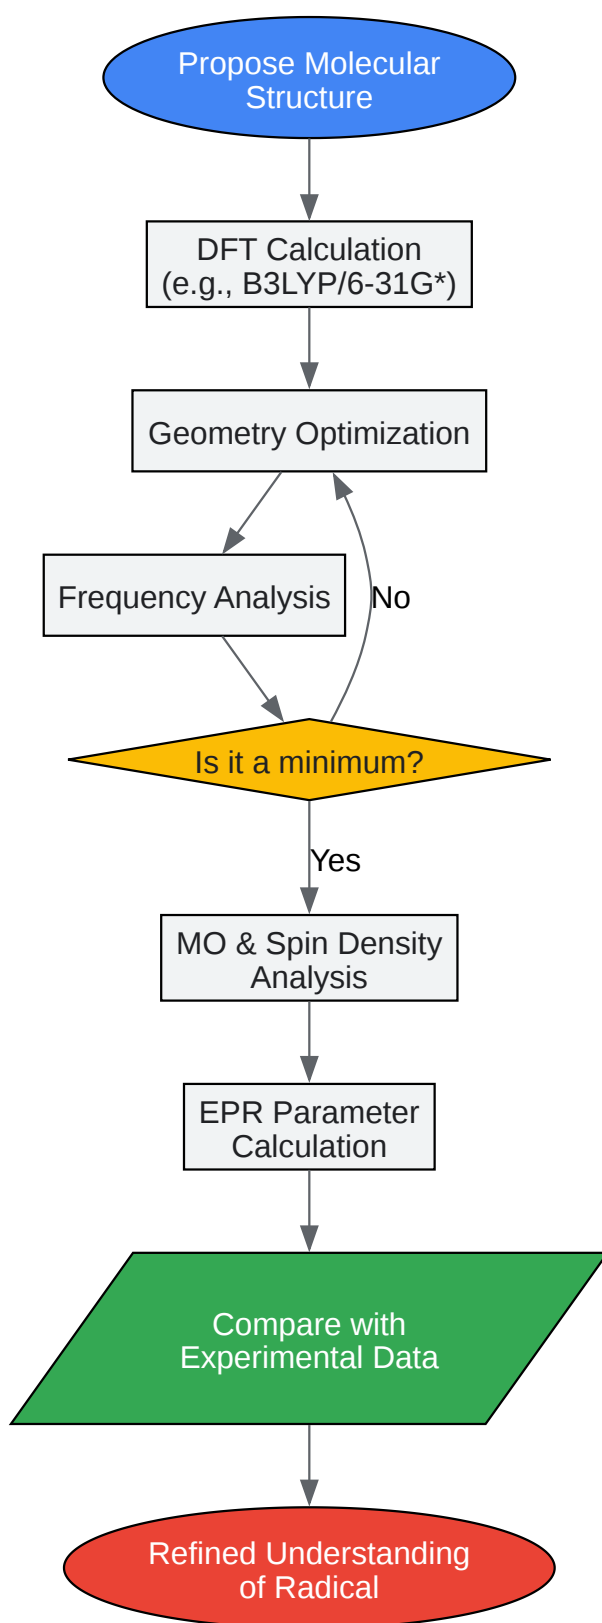 Propose Molecular
Structure
DFT Calculation
(e.g., B3LYP/6-31G*)
Geometry Optimization
Frequency Analysis
No
Is it a minimum?
Yes
MO & Spin Density
Analysis
EPR Parameter
Calculation
Compare with
Experimental Data
Refined Understanding
of Radical